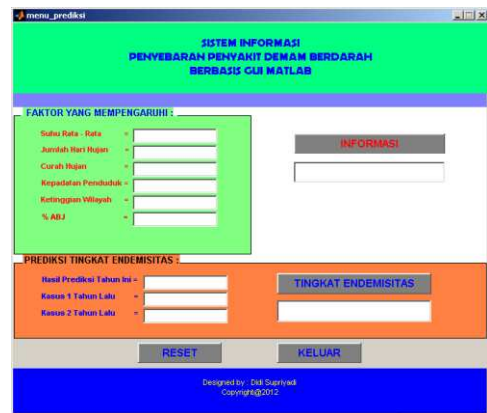 menu_prediksi
SISTEM INFORMASI
PENYEBARAN PENYAKIT DEMAM BERDARAH
BERBASIS GUI MATLAB
FAKTOR YANG MEMPENGARUHI :
Suhu Rata - Rata =
Jumlah Hari Hujan =
Curah Hujan =
Kepadatan Penduduk =
Ketinggian Wilayah =
% ABJ =
INFORMASI
PREDIKSI TINGKAT ENDEMISITAS :
Hasil Prediksi Tahun Ini =
Kasus 1 Tahun Lalu =
Kasus 2 Tahun Lalu =
TINGKAT ENDEMISITAS
RESET
KELUAR
Designed by : Didi Supriyadi
Copyright@2012